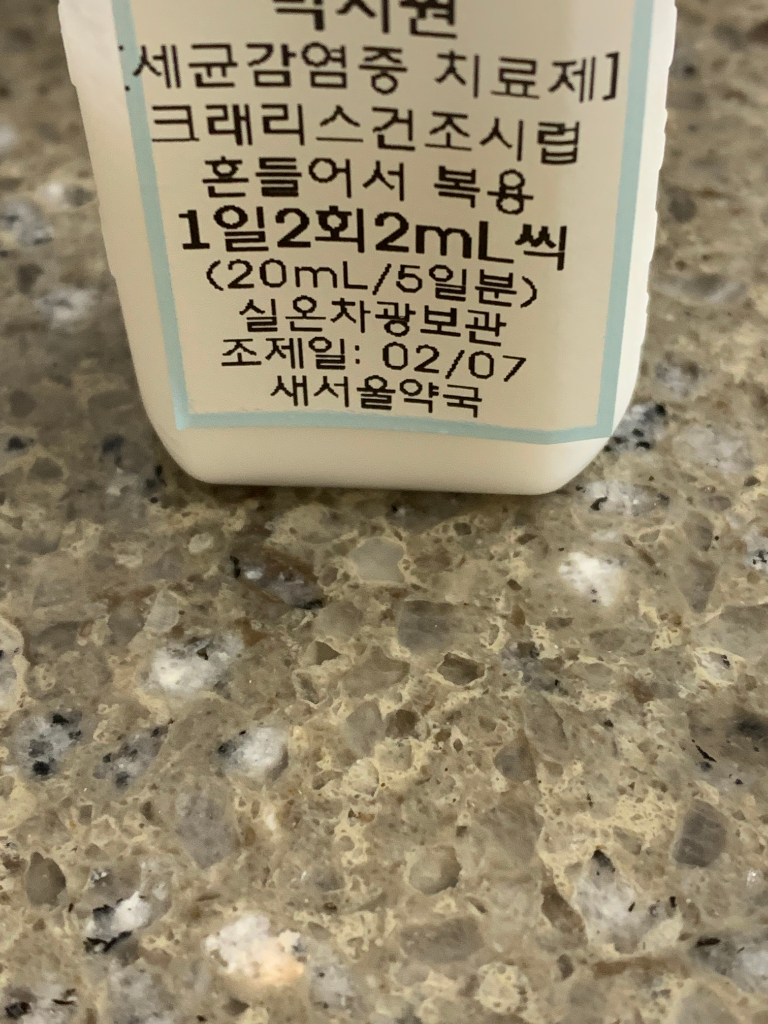 [세균감염증 치료제]
크래리스건조시럽
흔들어서 복용
1일2회2mL씩
(20mL/5일분)
실온차광보관
조제일: 02/07
새서울약국